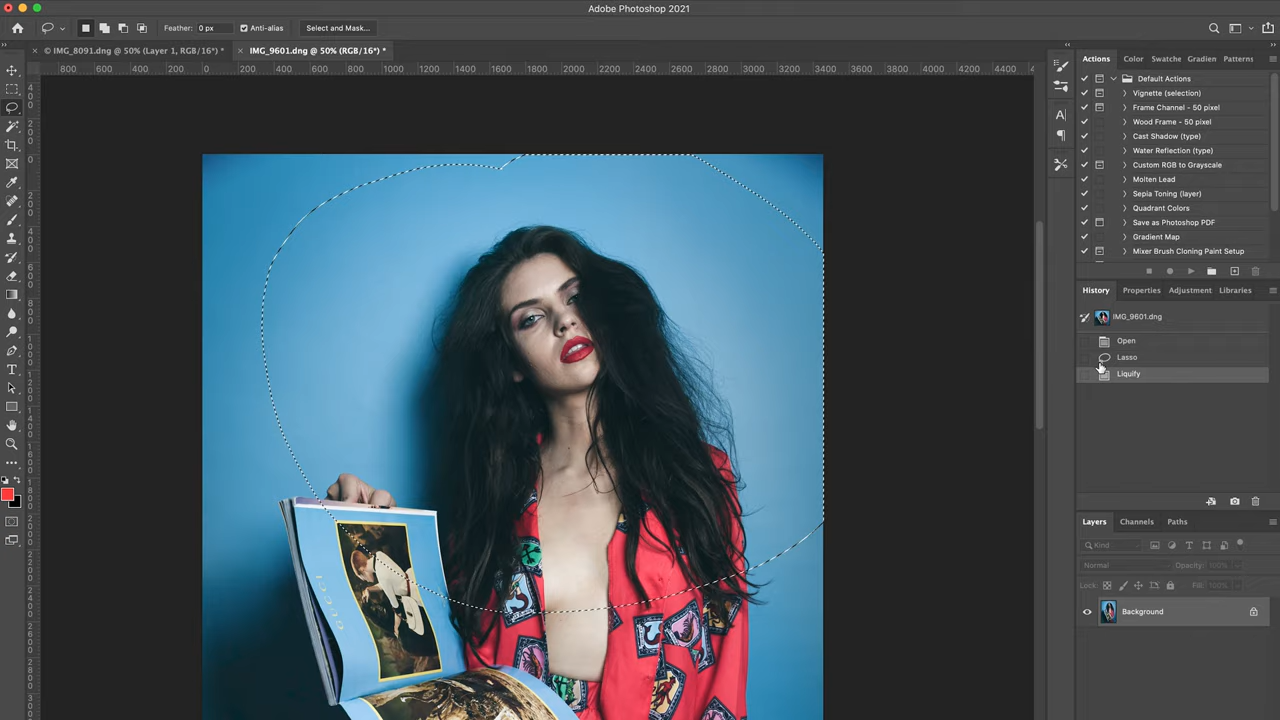 Adobe Photoshop 2021
Feather: 0 px
Anti-alias
Select and Mask...
© IMG_8091.dng @ 50% (Layer 1, RGB/16*) *
IMG_9601.dng @ 50% (RGB/16*) *
800 600 400 200 0 200 400 600 800 1000 1200 1400 1600 1800 2000 2200 2400 2600 2800 3000 3200 3400 3600 3800 4000 4200 4400
Actions Color Swatche Gradien Patterns
Default Actions
Vignette (selection)
Frame Channel - 50 pixel
Wood Frame - 50 pixel
Cast Shadow (type)
Water Reflection (type)
Custom RGB to Grayscale
Molten Lead
Sepia Toning (layer)
Quadrant Colors
Save as Photoshop PDF
Gradient Map
Mixer Brush Cloning Paint Setup
History Properties Adjustment Libraries
IMG_9601.dng
Open
Lasso
Liquify
Layers Channels Paths
Kind
Normal
Opacity: 100%
Lock:
Fill: 100%
Background
GUCCI